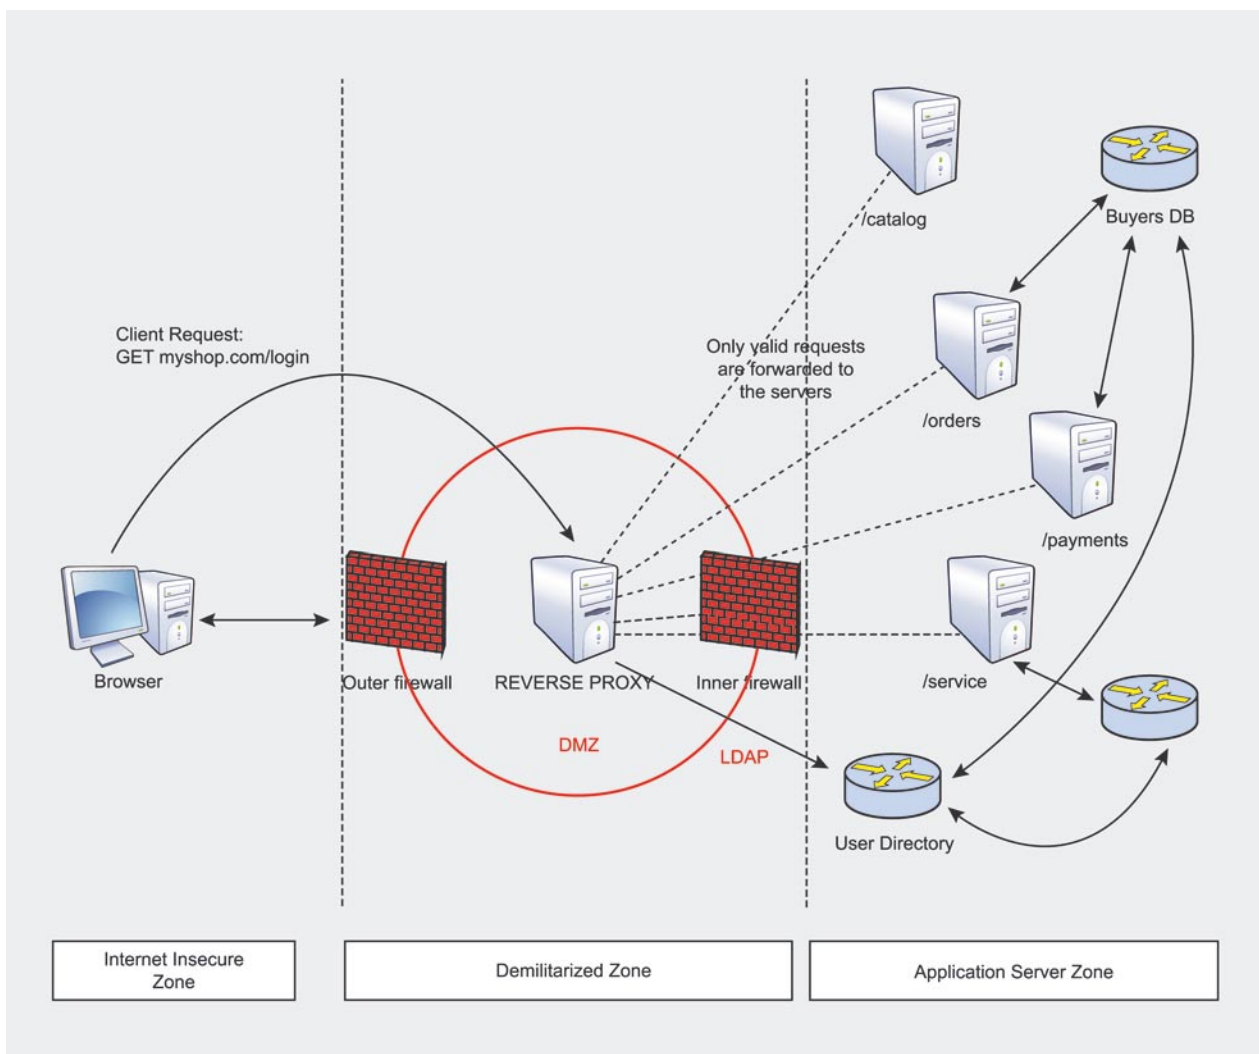 /catalog
Buyers DB
Client Request:
GET myshop.com/login
Only valid requests
are forwarded to
the servers
/orders
/payments
Browser
Outer firewall
REVERSE PROXY
Inner firewall
/service
DMZ
LDAP
User Directory
Internet Insecure
Zone
Demilitarized Zone
Application Server Zone